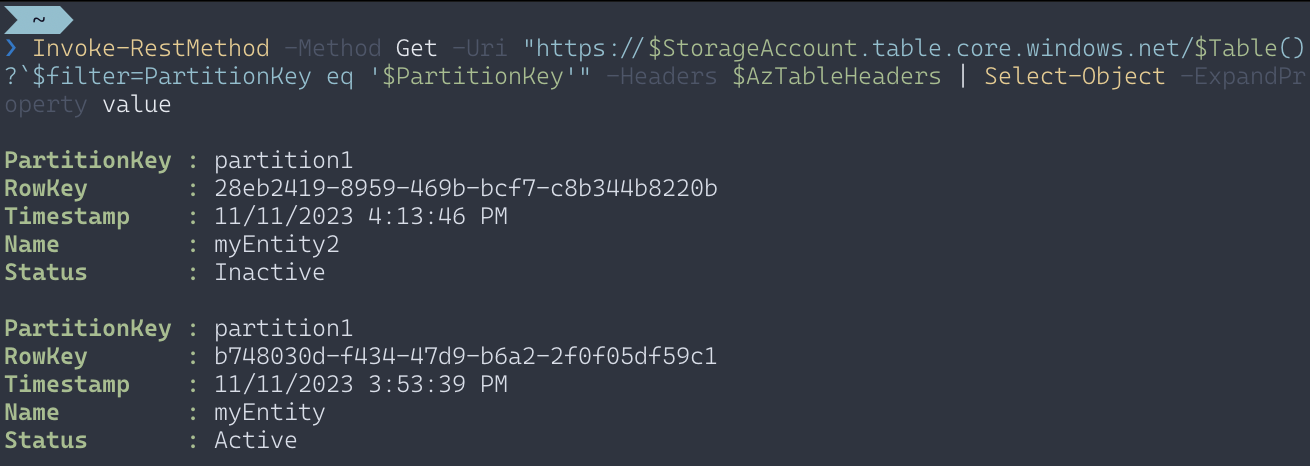 ~
❯ Invoke-RestMethod -Method Get -Uri "https://$StorageAccount.table.core.windows.net/$Table()
?`$filter=PartitionKey eq '$PartitionKey'" -Headers $AzTableHeaders | Select-Object -ExpandPr
operty value
PartitionKey : partition1
RowKey       : 28eb2419-8959-469b-bcf7-c8b344b8220b
Timestamp    : 11/11/2023 4:13:46 PM
Name         : myEntity2
Status       : Inactive
PartitionKey : partition1
RowKey       : b748030d-f434-47d9-b6a2-2f0f05df59c1
Timestamp    : 11/11/2023 3:53:39 PM
Name         : myEntity
Status       : Active